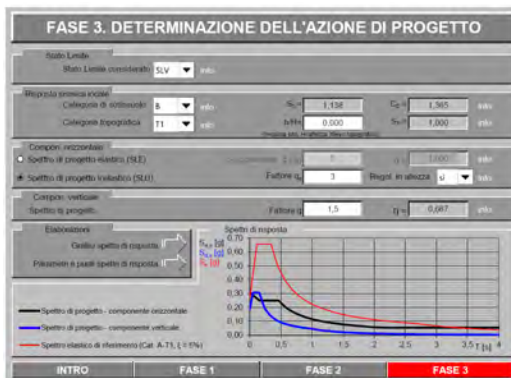 FASE 3. DETERMINAZIONE DELL'AZIONE DI PROGETTO
Stato Limite
Stato Limite considerato SLV info
Risposta sismica locale
Categoria di sottosuolo B info
Categoria topografica T1 info
1,138
1,365
h/H= 0,000
1,000
Compon. orizzontale
Spettro di progetto elastico (SLE)
Spettro di progetto inelastico (SLU)
Fattore q₀ 3 Regol. in altezza si info
Compon. verticale
Spettro di progetto
Fattore q 1,5 η = 0,667
Elaborazioni
Grafici spettri di risposta
Parametri e punti spettri di risposta
Spettri di risposta
0,70
0,60
0,50
0,40
0,30
0,20
0,10
0,00
0 0,5 1 1,5 2 2,5 3 3,5 4
T [s]
Spettro di progetto - componente orizzontale
Spettro di progetto - componente verticale
Spettro elastico di riferimento (Cat. A-T1, ξ = 5%)
INTRO FASE 1 FASE 2 FASE 3